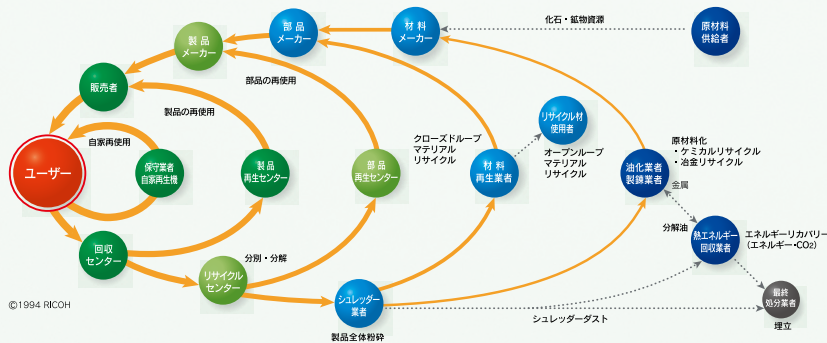 化石・鉱物資源
原材料
供給者
材 料
メーカー
部 品
メーカー
製 品
メーカー
販売者
部品の再使用
製品の再使用
自家再使用
ユーザー
保守業者
自家再生機
製 品
再生センター
部 品
再生センター
クローズドループ
マテリアル
リサイクル
材 料
再生業者
リサイクル材
使用者
オープンループ
マテリアル
リサイクル
油化業者
製錬業者
原材料化
・ケミカルリサイクル
・冶金リサイクル
金属
分解油
熱エネルギー
回収業者
エネルギーリカバリー
(エネルギー・CO2)
回収
センター
分別・分解
リサイクル
センター
シュレッダー
業者
製品全体粉砕
シュレッダーダスト
最終
処分業者
埋立
©1994 RICOH